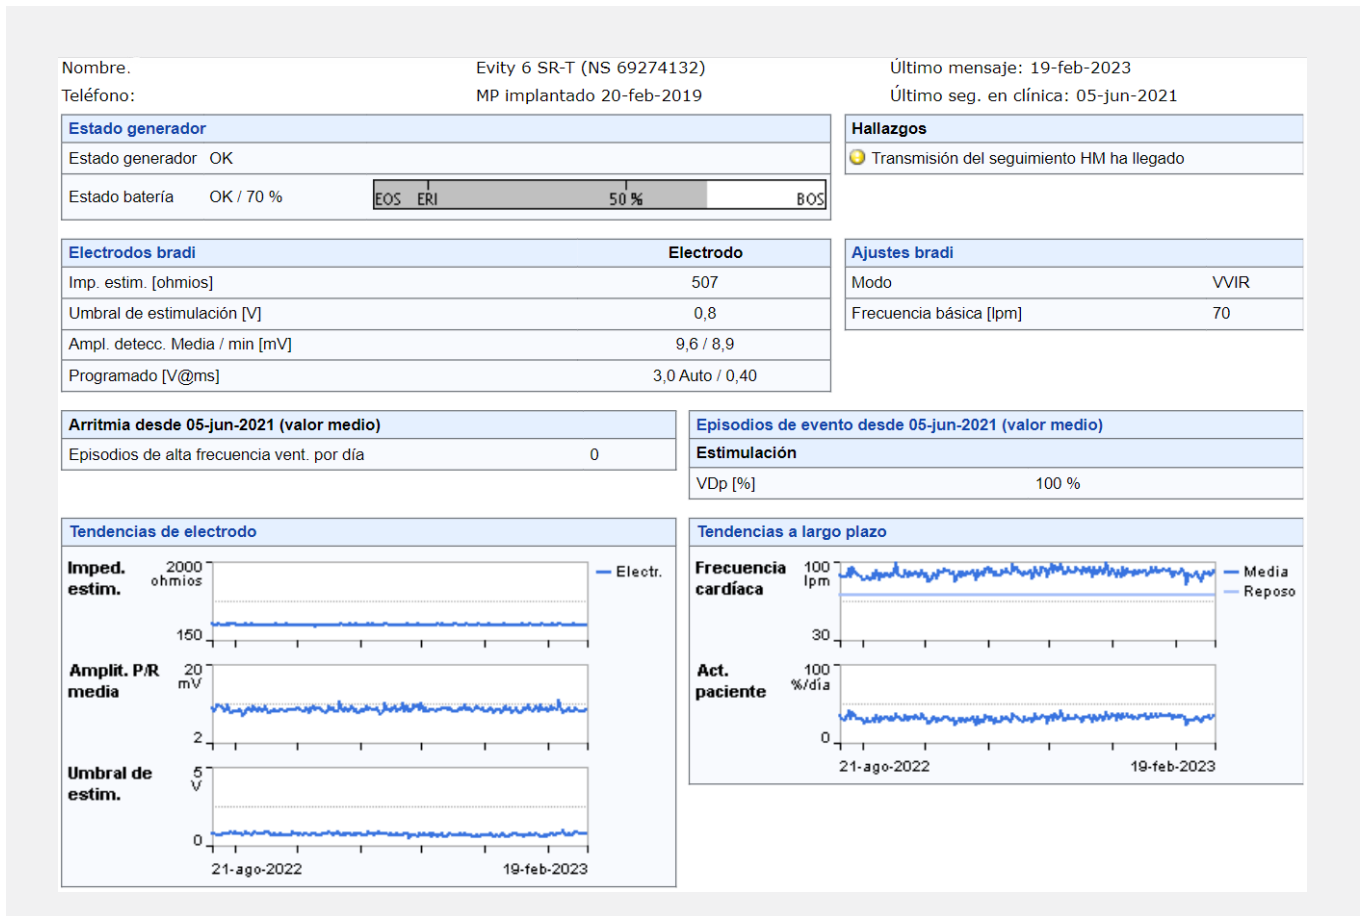 Nombre. Evity 6 SR-T (NS 69274132) Último mensaje: 19-feb-2023
Teléfono: MP implantado 20-feb-2019 Último seg. en clínica: 05-jun-2021
Estado generador
Estado generador OK
Estado batería OK / 70 % EOS ERI 50 % BOS
Hallazgos
Transmisión del seguimiento HM ha llegado
Electrodos bradi Electrodo
Imp. estim. [ohmios] 507
Umbral de estimulación [V] 0,8
Ampl. detecc. Media / min [mV] 9,6 / 8,9
Programado [V@ms] 3,0 Auto / 0,40
Ajustes bradi
Modo VVIR
Frecuencia básica [lpm] 70
Arritmia desde 05-jun-2021 (valor medio)
Episodios de alta frecuencia vent. por día 0
Episodios de evento desde 05-jun-2021 (valor medio)
Estimulación
VDp [%] 100 %
Tendencias de electrodo
Imped. estim. 2000 ohmios 150
Electr.
Amplit. P/R media 20 mV 2
Umbral de estim. 5 V 0
21-ago-2022 19-feb-2023
Tendencias a largo plazo
Frecuencia cardíaca 100 lpm 30
Media
Reposo
Act. paciente 100 %/día 0
21-ago-2022 19-feb-2023